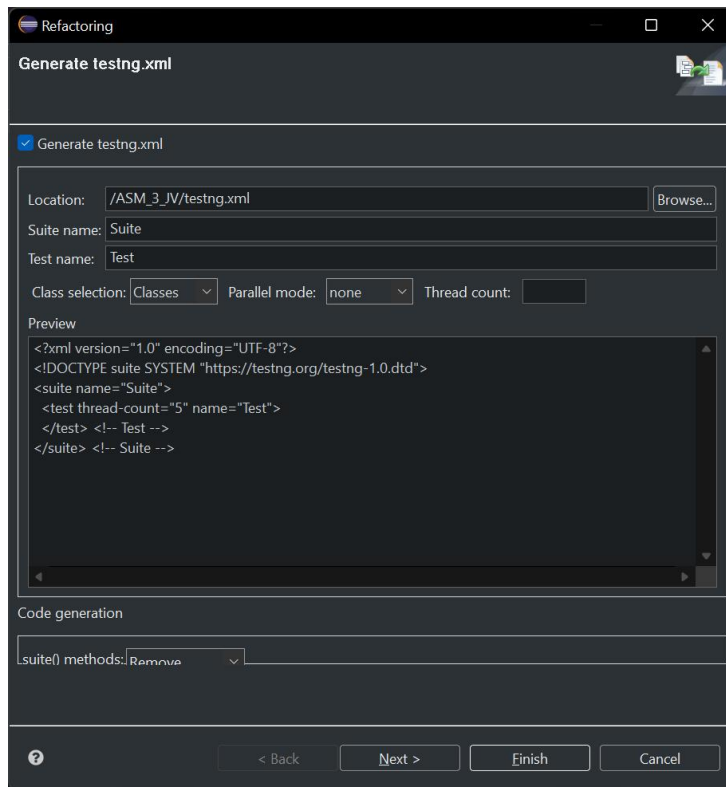 Refactoring
Generate testng.xml
Generate testng.xml
Location: /ASM_3_JV/testng.xml Browse...
Suite name: Suite
Test name: Test
Class selection: Classes Parallel mode: none Thread count:
Preview
<?xml version="1.0" encoding="UTF-8"?>
<!DOCTYPE suite SYSTEM "https://testng.org/testng-1.0.dtd">
<suite name="Suite">
  <test thread-count="5" name="Test">
  </test> <!-- Test -->
</suite> <!-- Suite -->
Code generation
suite() methods: Remove
? < Back Next > Finish Cancel